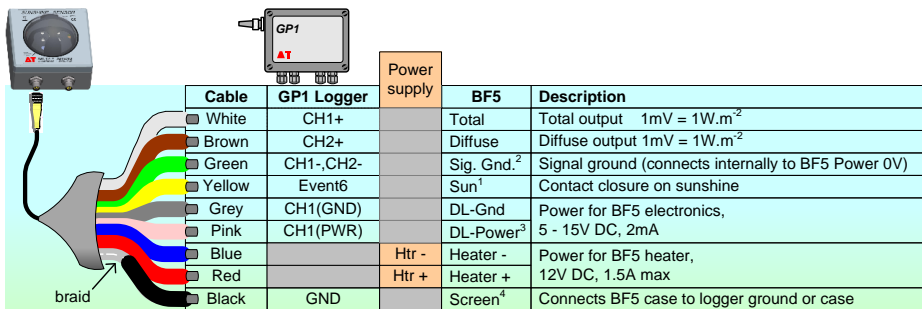 GP1
Power
supply
Cable GP1 Logger BF5 Description
White CH1+ Total Total output 1mV = 1W.m-2
Brown CH2+ Diffuse Diffuse output 1mV = 1W.m-2
Green CH1-,CH2- Sig. Gnd.2 Signal ground (connects internally to BF5 Power 0V)
Yellow Event6 Sun1 Contact closure on sunshine
Grey CH1(GND) DL-Gnd Power for BF5 electronics,
Pink CH1(PWR) DL-Power3 5 - 15V DC, 2mA
Blue Htr - Heater - Power for BF5 heater,
Red Htr + Heater + 12V DC, 1.5A max
Black GND Screen4 Connects BF5 case to logger ground or case
braid